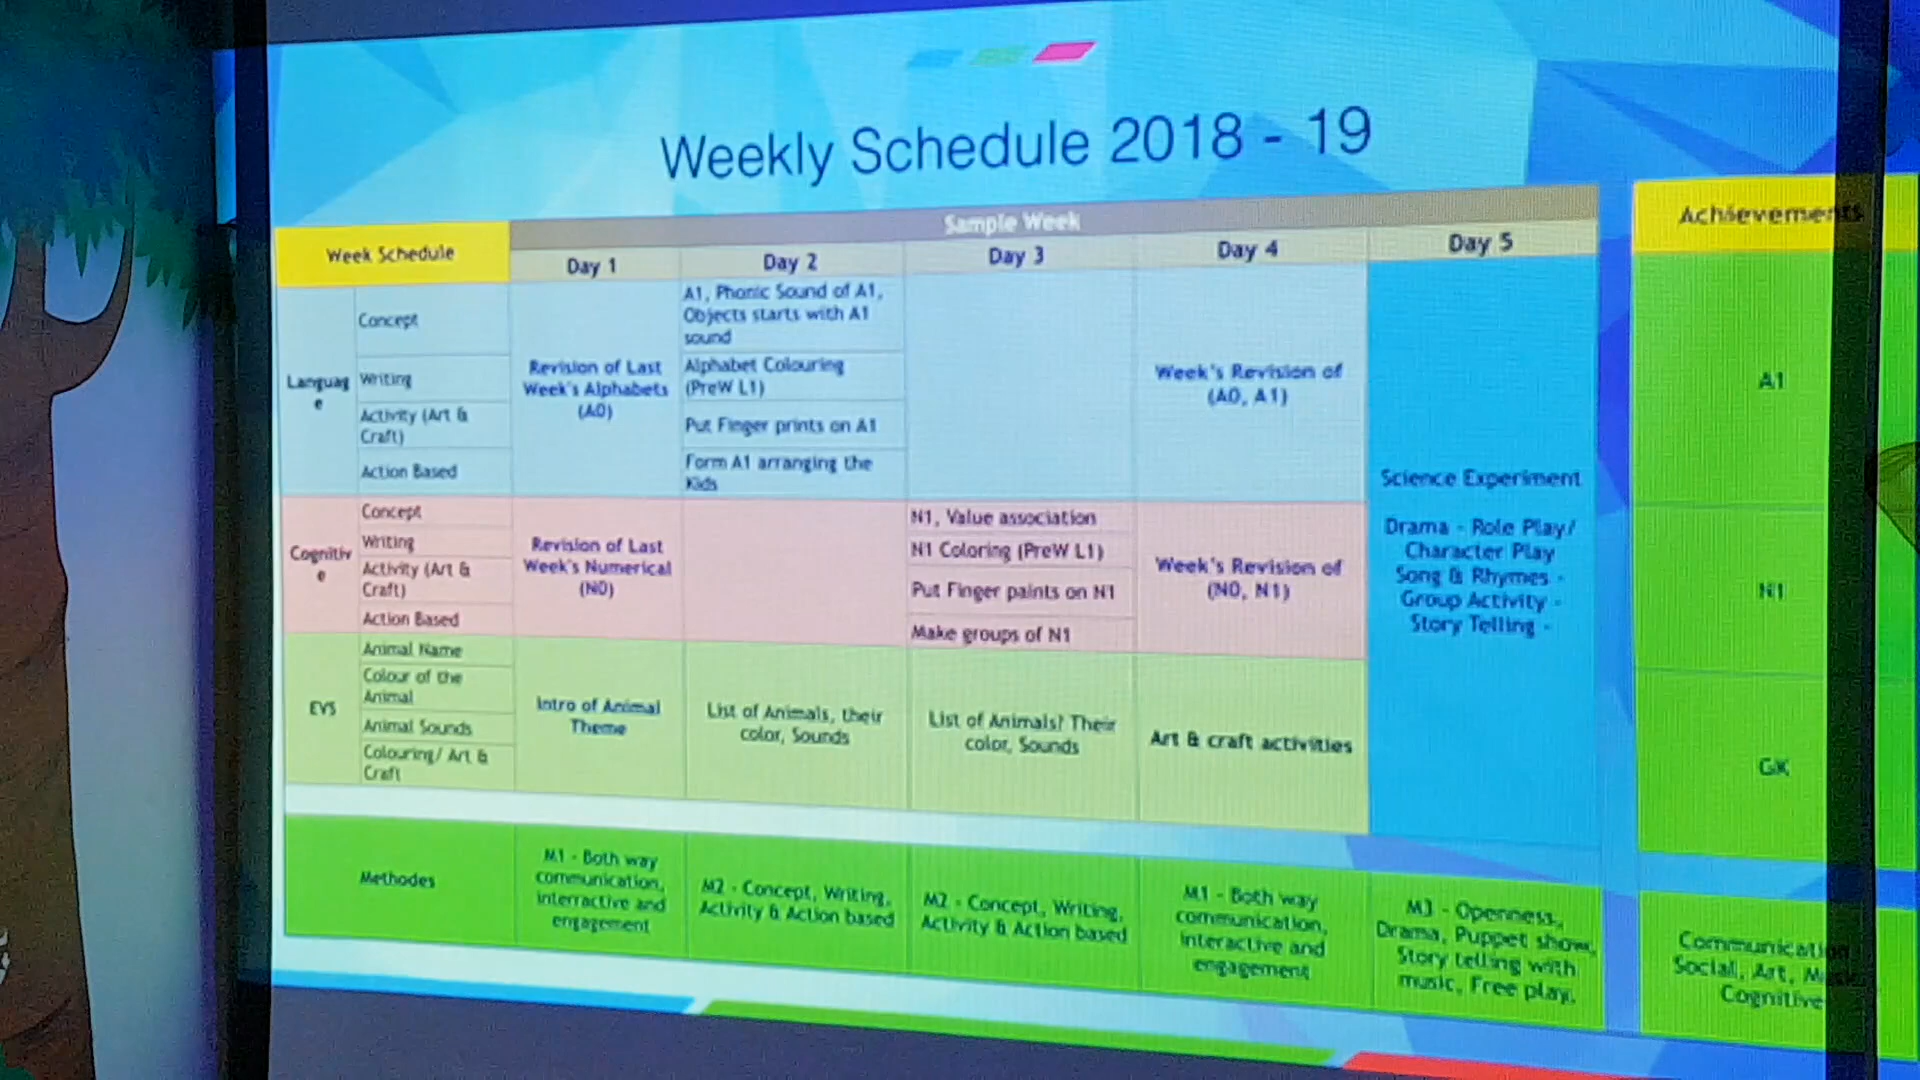 Weekly Schedule 2018 - 19
Week Schedule
Sample Week
Achievements
Day 1
Day 2
Day 3
Day 4
Day 5
Languag
e
Concept
Writing
Activity (Art &
Craft)
Action Based
Revision of Last
Week's Alphabets
(A0)
A1, Phonic Sound of A1,
Objects starts with A1
sound
Alphabet Colouring
(PreW L1)
Put Finger prints on A1
Form A1 arranging the
Kids
Week's Revision of
(A0, A1)
Science Experiment
Drama - Role Play/
Character Play
Song & Rhymes -
Group Activity -
Story Telling -
A1
Cognitiv
e
Concept
Writing
Activity (Art &
Craft)
Action Based
Revision of Last
Week's Numerical
(N0)
N1, Value association
N1 Coloring (PreW L1)
Put Finger paints on N1
Make groups of N1
Week's Revision of
(N0, N1)
N1
EVS
Animal Name
Colour of the
Animal
Animal Sounds
Colouring/ Art &
Craft
Intro of Animal
Theme
List of Animals, their
color, Sounds
List of Animals/ Their
color, Sounds
Art & craft activities
GK
Methodes
M1 - Both way
communication,
interractive and
engagement
M2 - Concept, Writing,
Activity & Action based
M2 - Concept, Writing,
Activity & Action based
M1 - Both way
communication,
interactive and
engagement
M3 - Openness,
Drama, Puppet show,
Story telling with
music, Free play,
Communication
Social, Art, Music
Cognitive